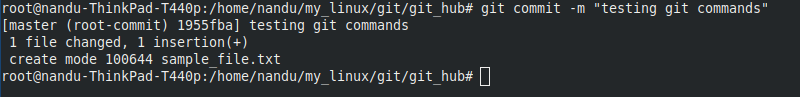 root@nandu-ThinkPad-T440p:/home/nandu/my_linux/git/git_hub# git commit -m "testing git commands"
[master (root-commit) 1955fba] testing git commands
 1 file changed, 1 insertion(+)
 create mode 100644 sample_file.txt
root@nandu-ThinkPad-T440p:/home/nandu/my_linux/git/git_hub#